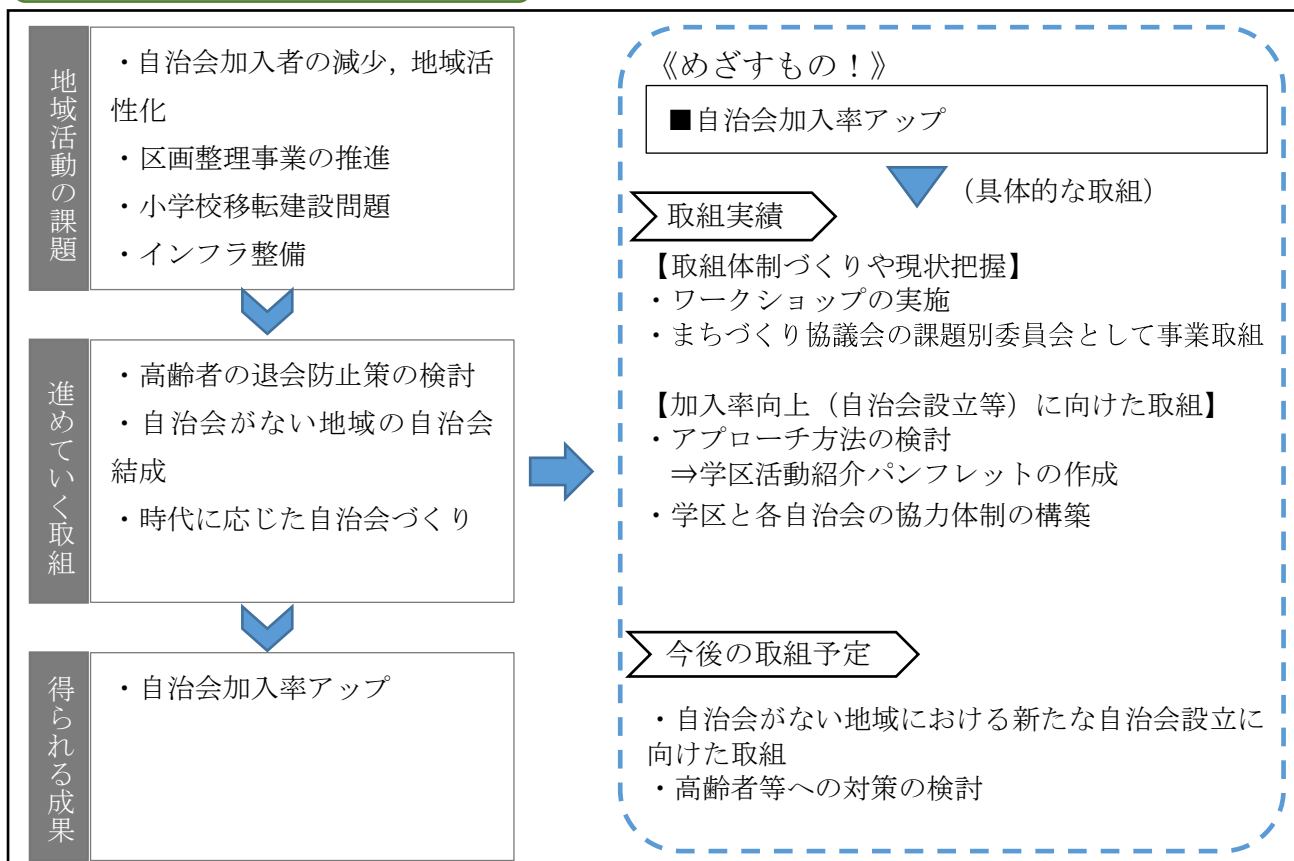 地域活動の課題
・自治会加入者の減少，地域活
性化
・区画整理事業の推進
・小学校移転建設問題
・インフラ整備
進めていく取組
・高齢者の退会防止策の検討
・自治会がない地域の自治会
結成
・時代に応じた自治会づくり
得られる成果
・自治会加入率アップ
《めざすもの！》
■自治会加入率アップ
（具体的な取組）
取組実績
【取組体制づくりや現状把握】
・ワークショップの実施
・まちづくり協議会の課題別委員会として事業取組
【加入率向上（自治会設立等）に向けた取組】
・アプローチ方法の検討
⇒学区活動紹介パンフレットの作成
・学区と各自治会の協力体制の構築
今後の取組予定
・自治会がない地域における新たな自治会設立に
向けた取組
・高齢者等への対策の検討